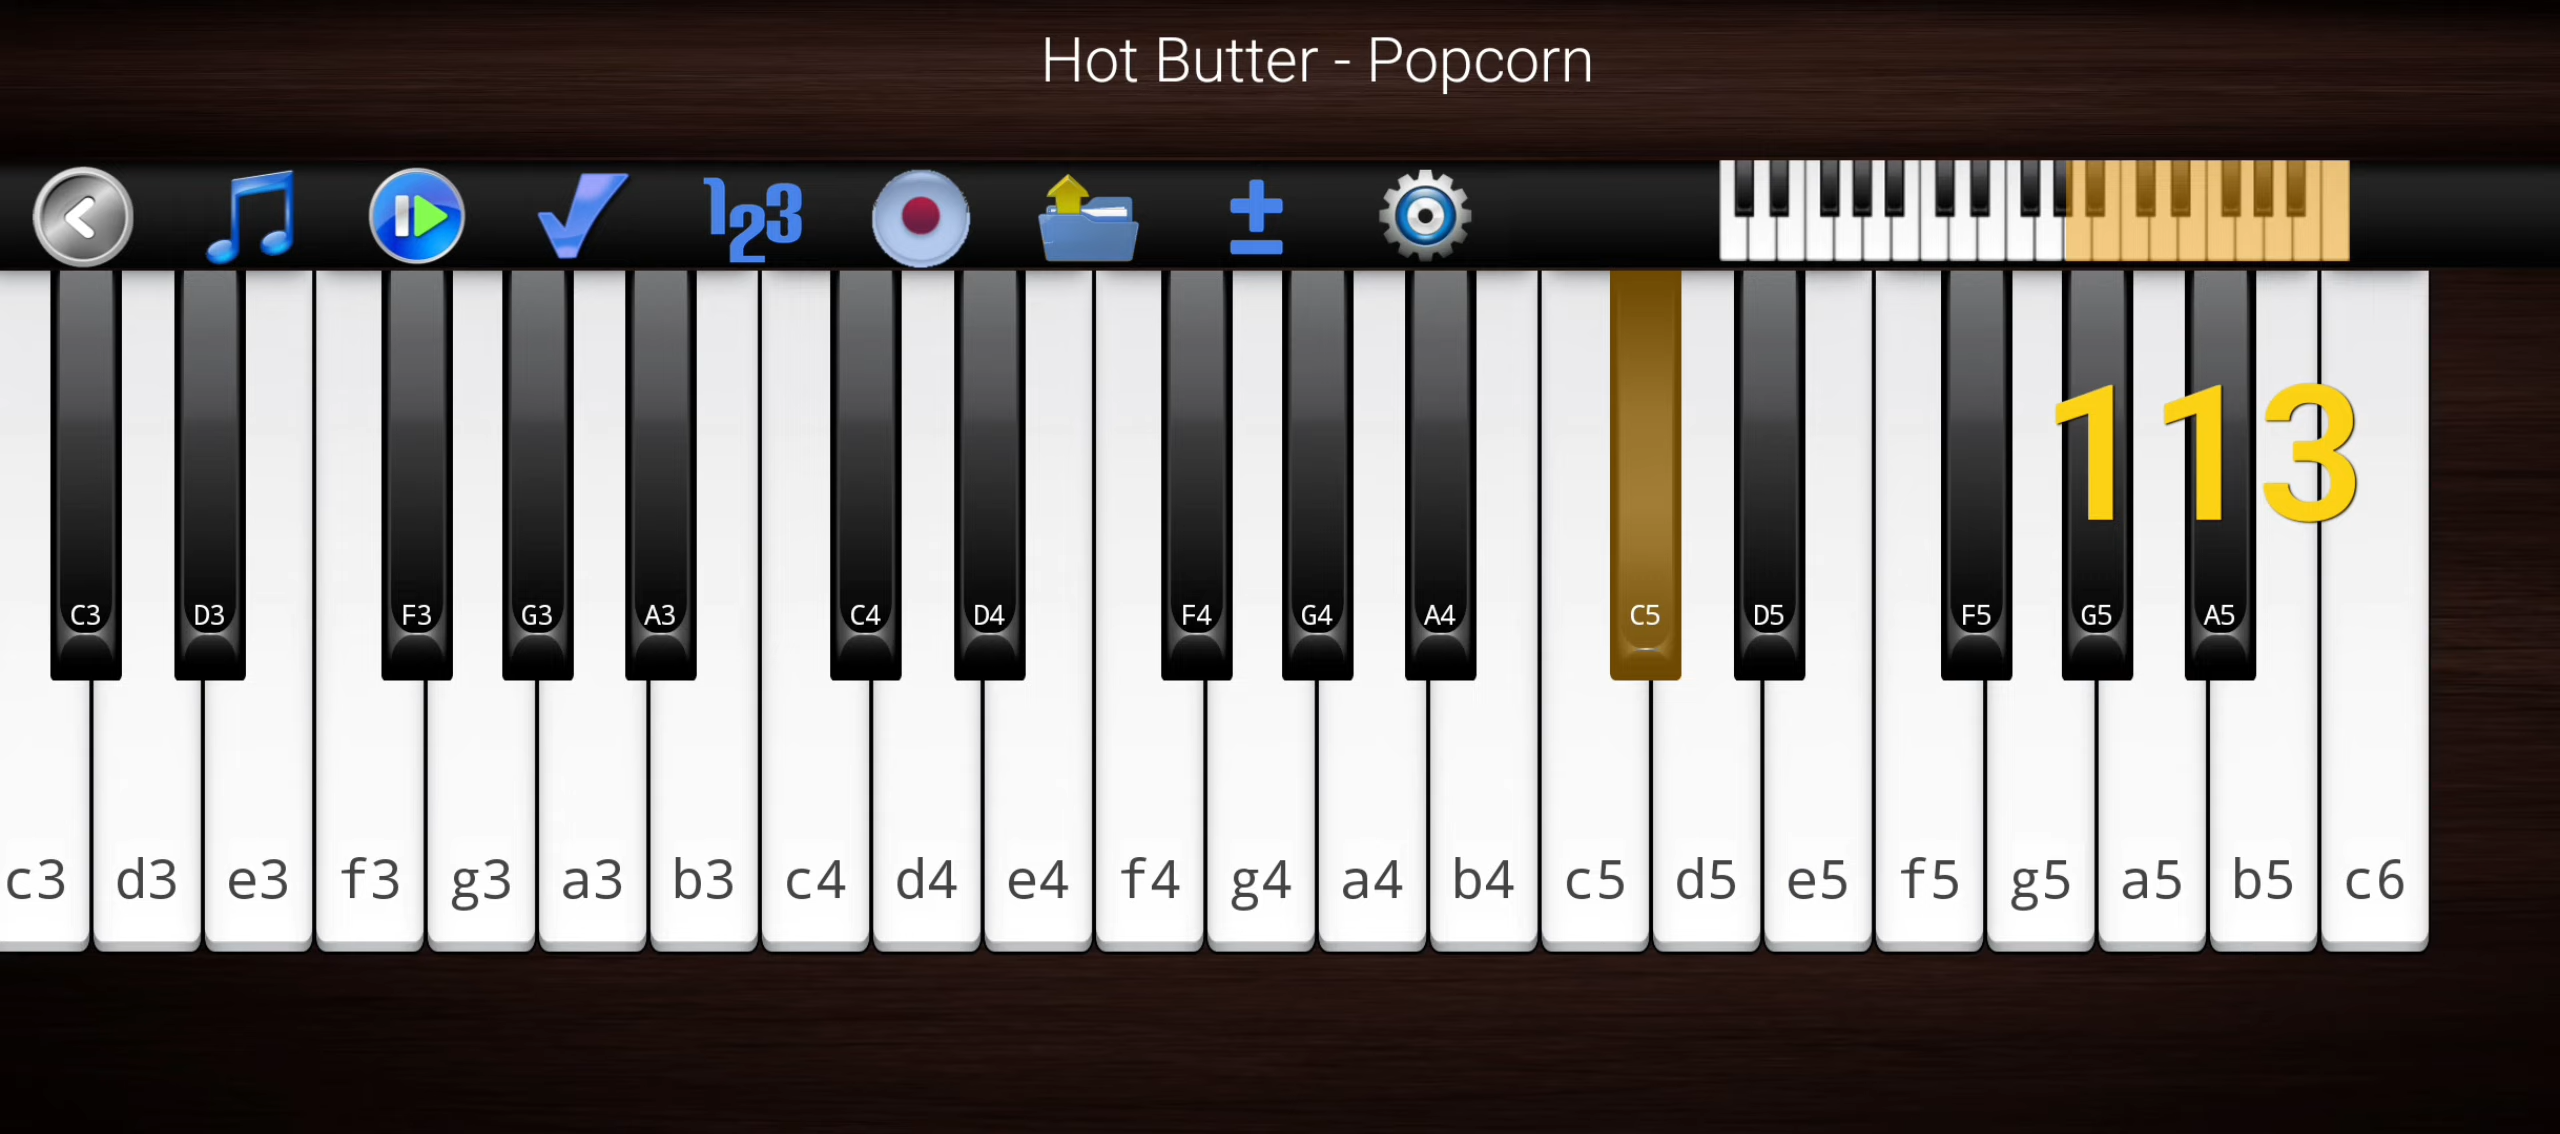 Hot Butter - Popcorn
123
113
C3 D3 F3 G3 A3 C4 D4 F4 G4 A4 C5 D5 F5 G5 A5
c3 d3 e3 f3 g3 a3 b3 c4 d4 e4 f4 g4 a4 b4 c5 d5 e5 f5 g5 a5 b5 c6